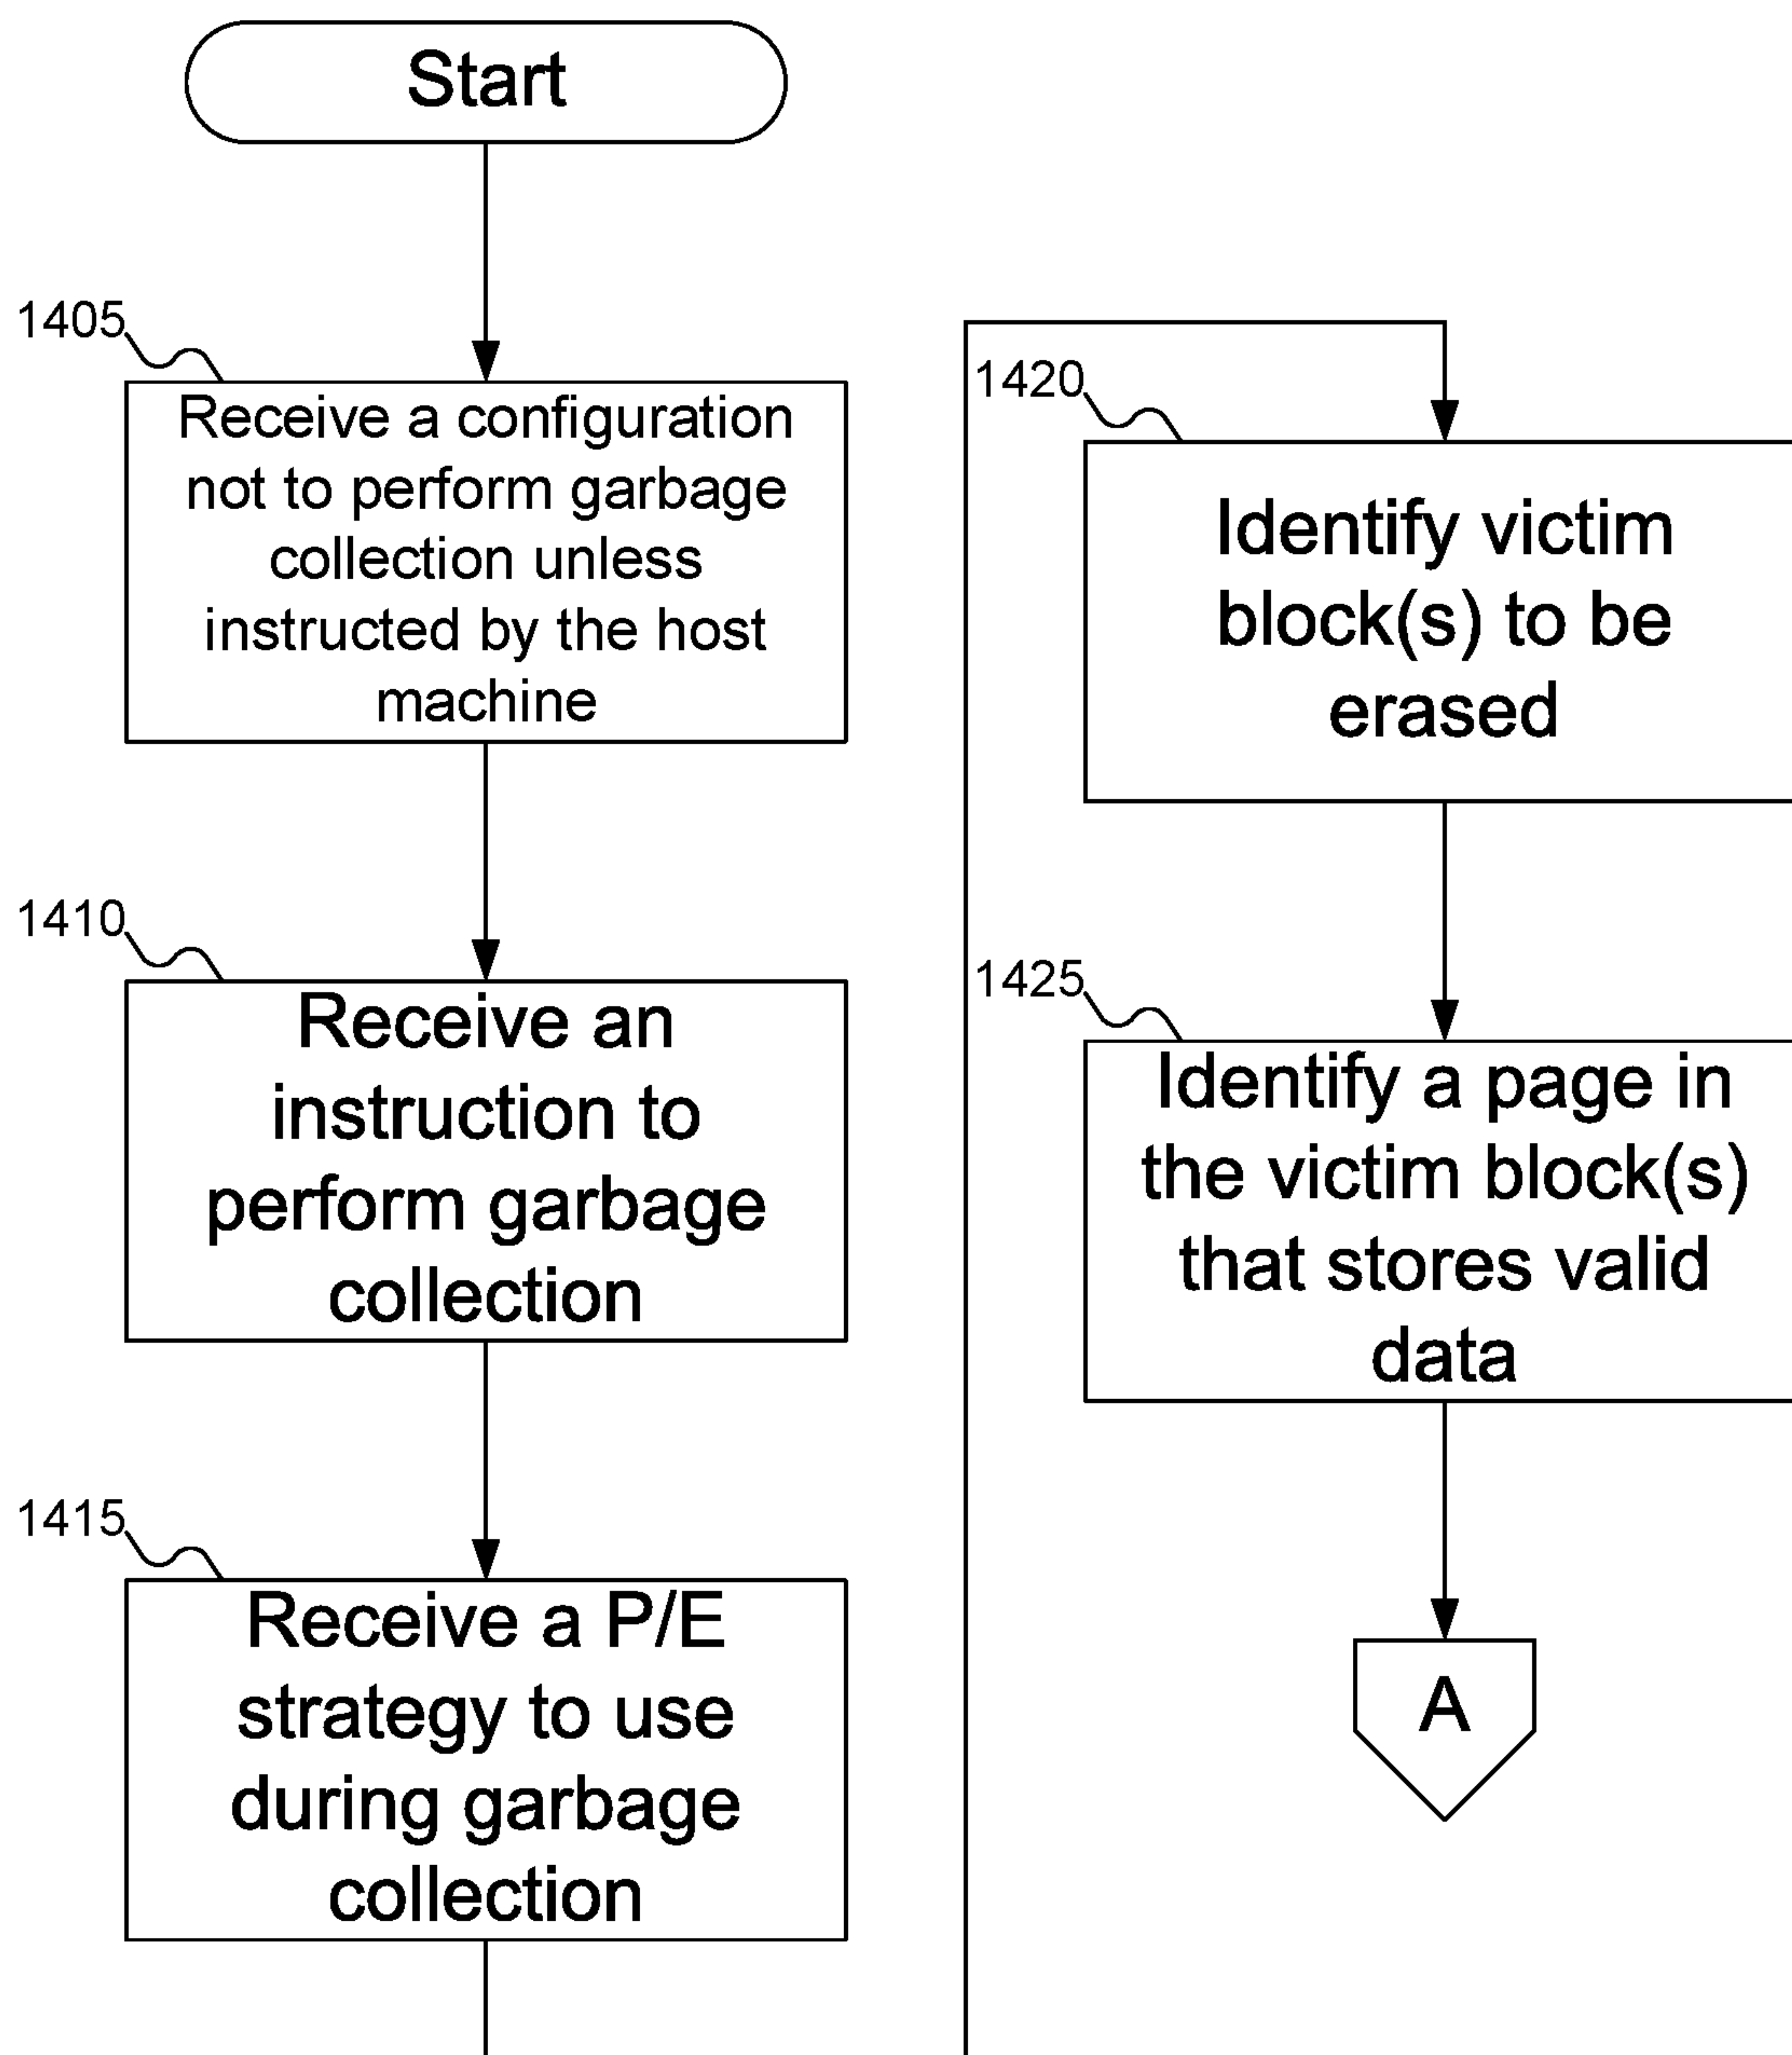 Start
1405
Receive a configuration
not to perform garbage
collection unless
instructed by the host
machine
1410
Receive an
instruction to
perform garbage
collection
1415
Receive a P/E
strategy to use
during garbage
collection
1420
Identify victim
block(s) to be
erased
1425
Identify a page in
the victim block(s)
that stores valid
data
A